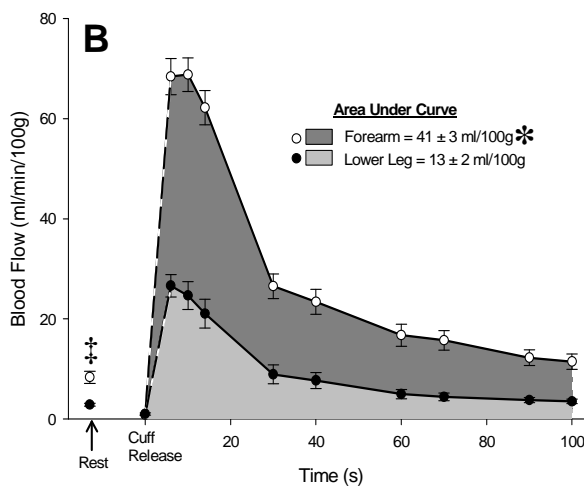 B
80
60
40
20
0
Blood Flow (ml/min/100g)
Area Under Curve
Forearm = 41 ± 3 ml/100g*
Lower Leg = 13 ± 2 ml/100g
‡
Rest
Cuff
Release
20
40
60
80
100
Time (s)